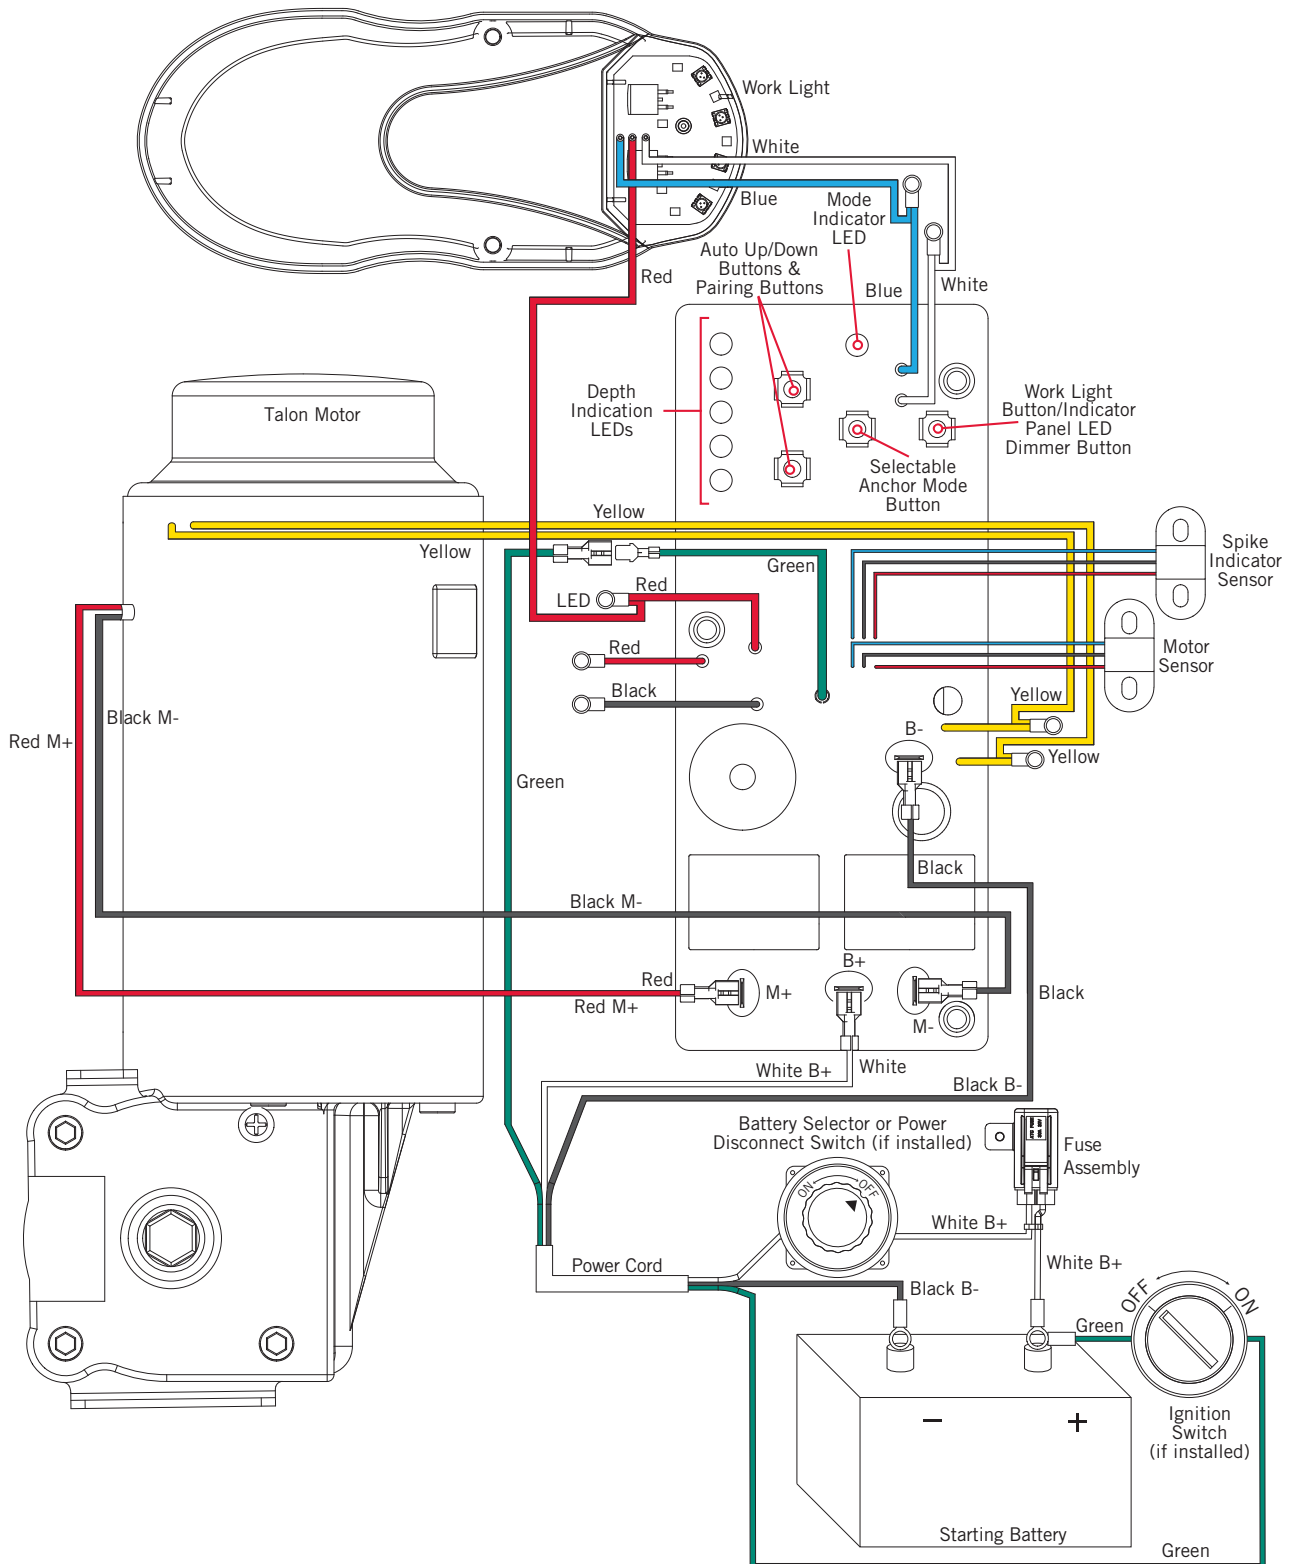 Work Light
White
Blue
Mode
Indicator
LED
Auto Up/Down
Buttons &
Pairing Buttons
Red
Blue
White
Talon Motor
Depth
Indication
LEDs
Work Light
Button/Indicator
Panel LED
Dimmer Button
Selectable
Anchor Mode
Button
Yellow
Yellow
Green
Spike
Indicator
Sensor
LED
Red
Red
Black
Motor
Sensor
Yellow
Yellow
Black M-
Red M+
B-
Green
Black
Black M-
B+
Red
M+
Red M+
M-
Black
White B+
White
Black B-
Battery Selector or Power
Disconnect Switch (if installed)
Fuse
Assembly
ON
OFF
White B+
Power Cord
White B+
Black B-
OFF
ON
Green
Ignition
Switch
(if installed)
− +
Starting Battery
Green